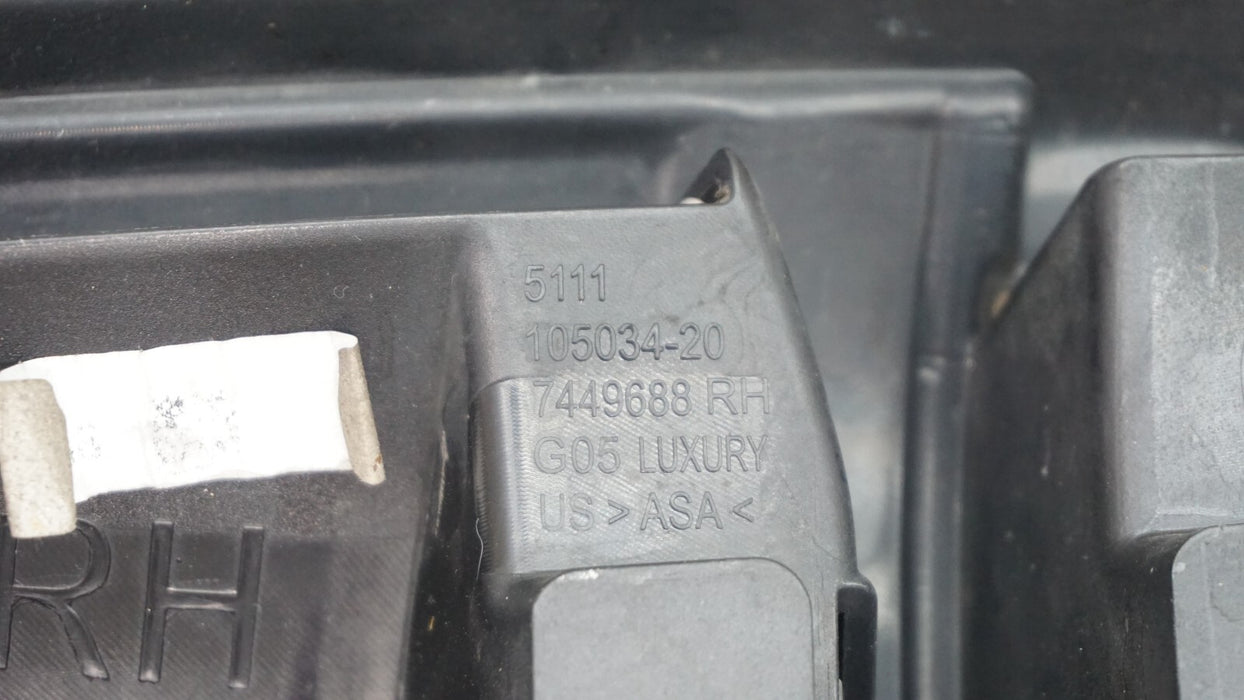 5111
105034-20
7449688 RH
G05 LUXURY
US > ASA <
RH